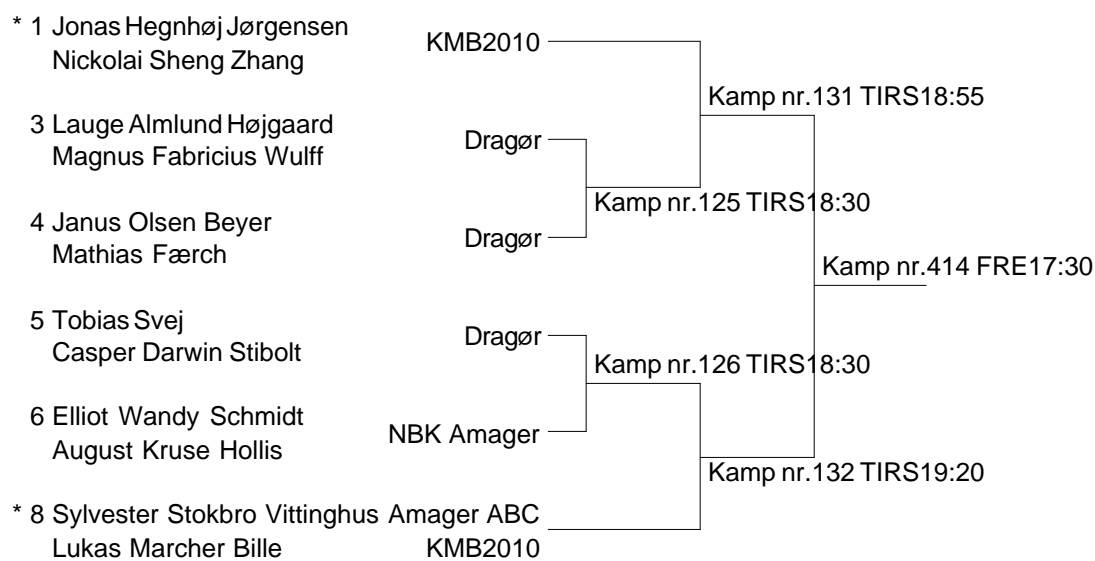 * 1 Jonas Hegnhøj Jørgensen KMB2010
Nickolai Sheng Zhang
Kamp nr.131 TIRS18:55
3 Lauge Almlund Højgaard Dragør
Magnus Fabricius Wulff
Kamp nr.125 TIRS18:30
4 Janus Olsen Beyer Dragør
Mathias Færch
Kamp nr.414 FRE17:30
5 Tobias Svej Dragør
Casper Darwin Stibolt
Kamp nr.126 TIRS18:30
6 Elliot Wandy Schmidt NBK Amager
August Kruse Hollis
Kamp nr.132 TIRS19:20
* 8 Sylvester Stokbro Vittinghus Amager ABC
Lukas Marcher Bille KMB2010